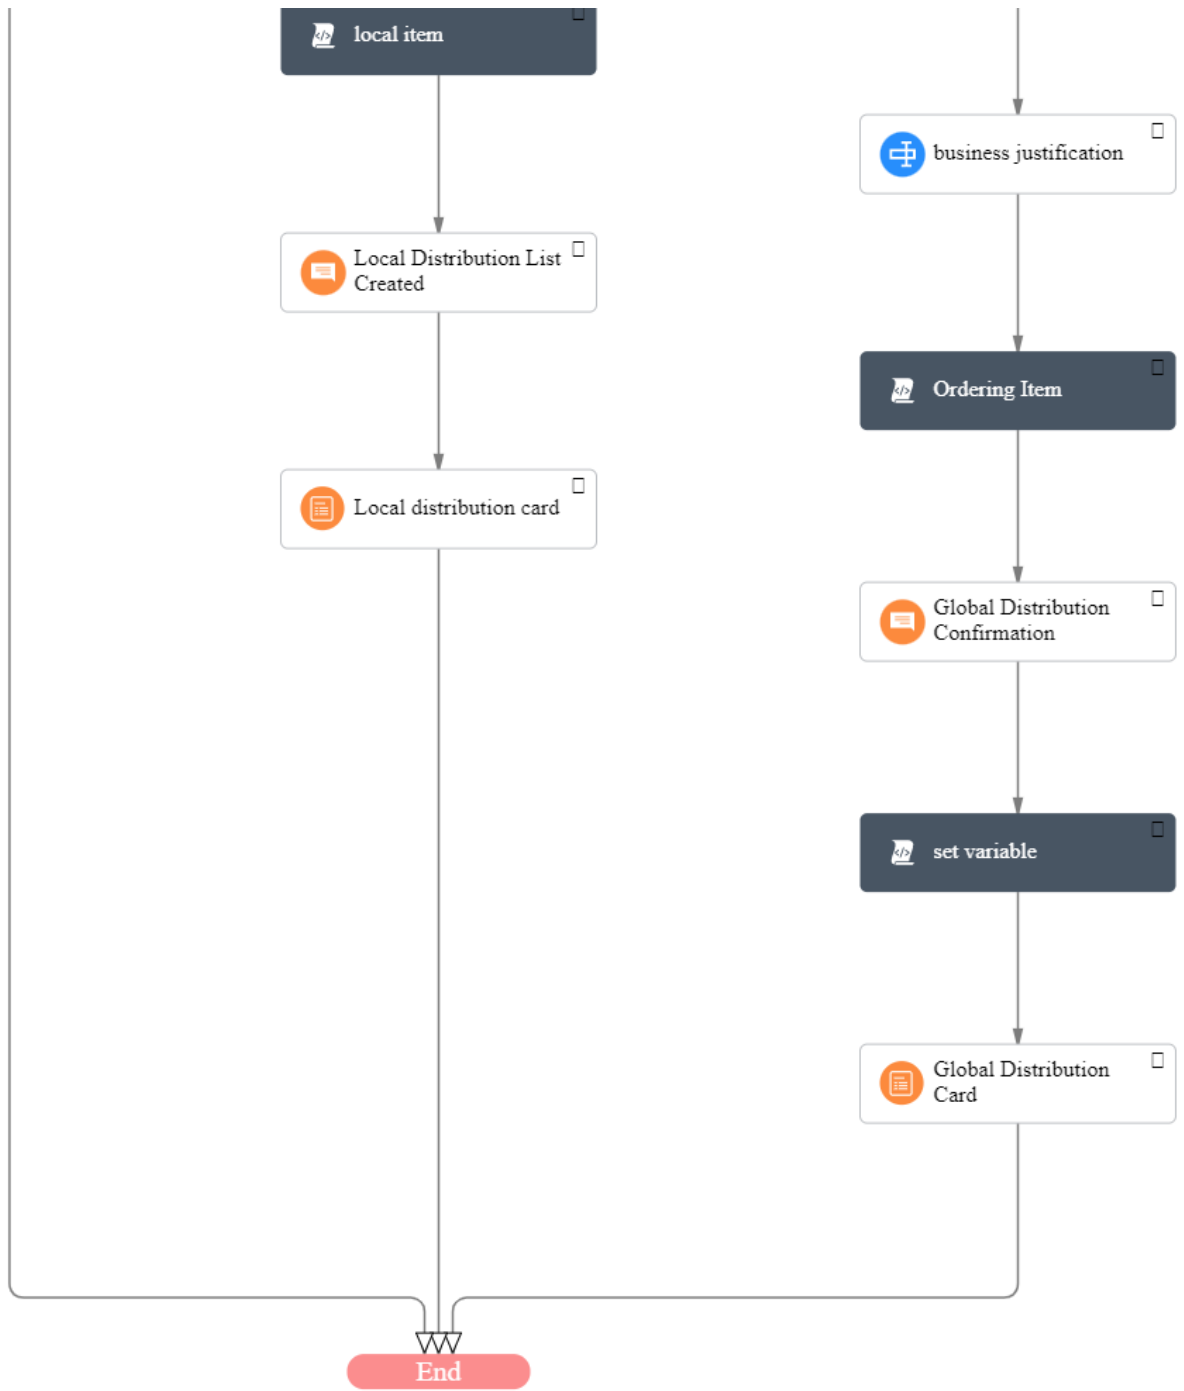 local item
business justification
Local Distribution List
Created
Ordering Item
Local distribution card
Global Distribution
Confirmation
set variable
Global Distribution
Card
End